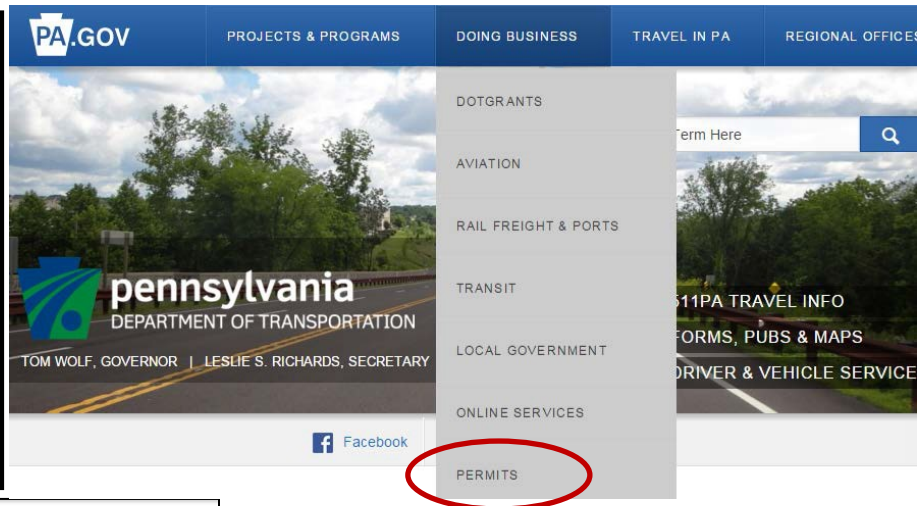 PA.GOV
PROJECTS & PROGRAMS
DOING BUSINESS
TRAVEL IN PA
REGIONAL OFFICES
DOTGRANTS
AVIATION
RAIL FREIGHT & PORTS
TRANSIT
LOCAL GOVERNMENT
ONLINE SERVICES
PERMITS
Term Here
pennsylvania
DEPARTMENT OF TRANSPORTATION
TOM WOLF, GOVERNOR | LESLIE S. RICHARDS, SECRETARY
511PA TRAVEL INFO
FORMS, PUBS & MAPS
DRIVER & VEHICLE SERVICE
Facebook